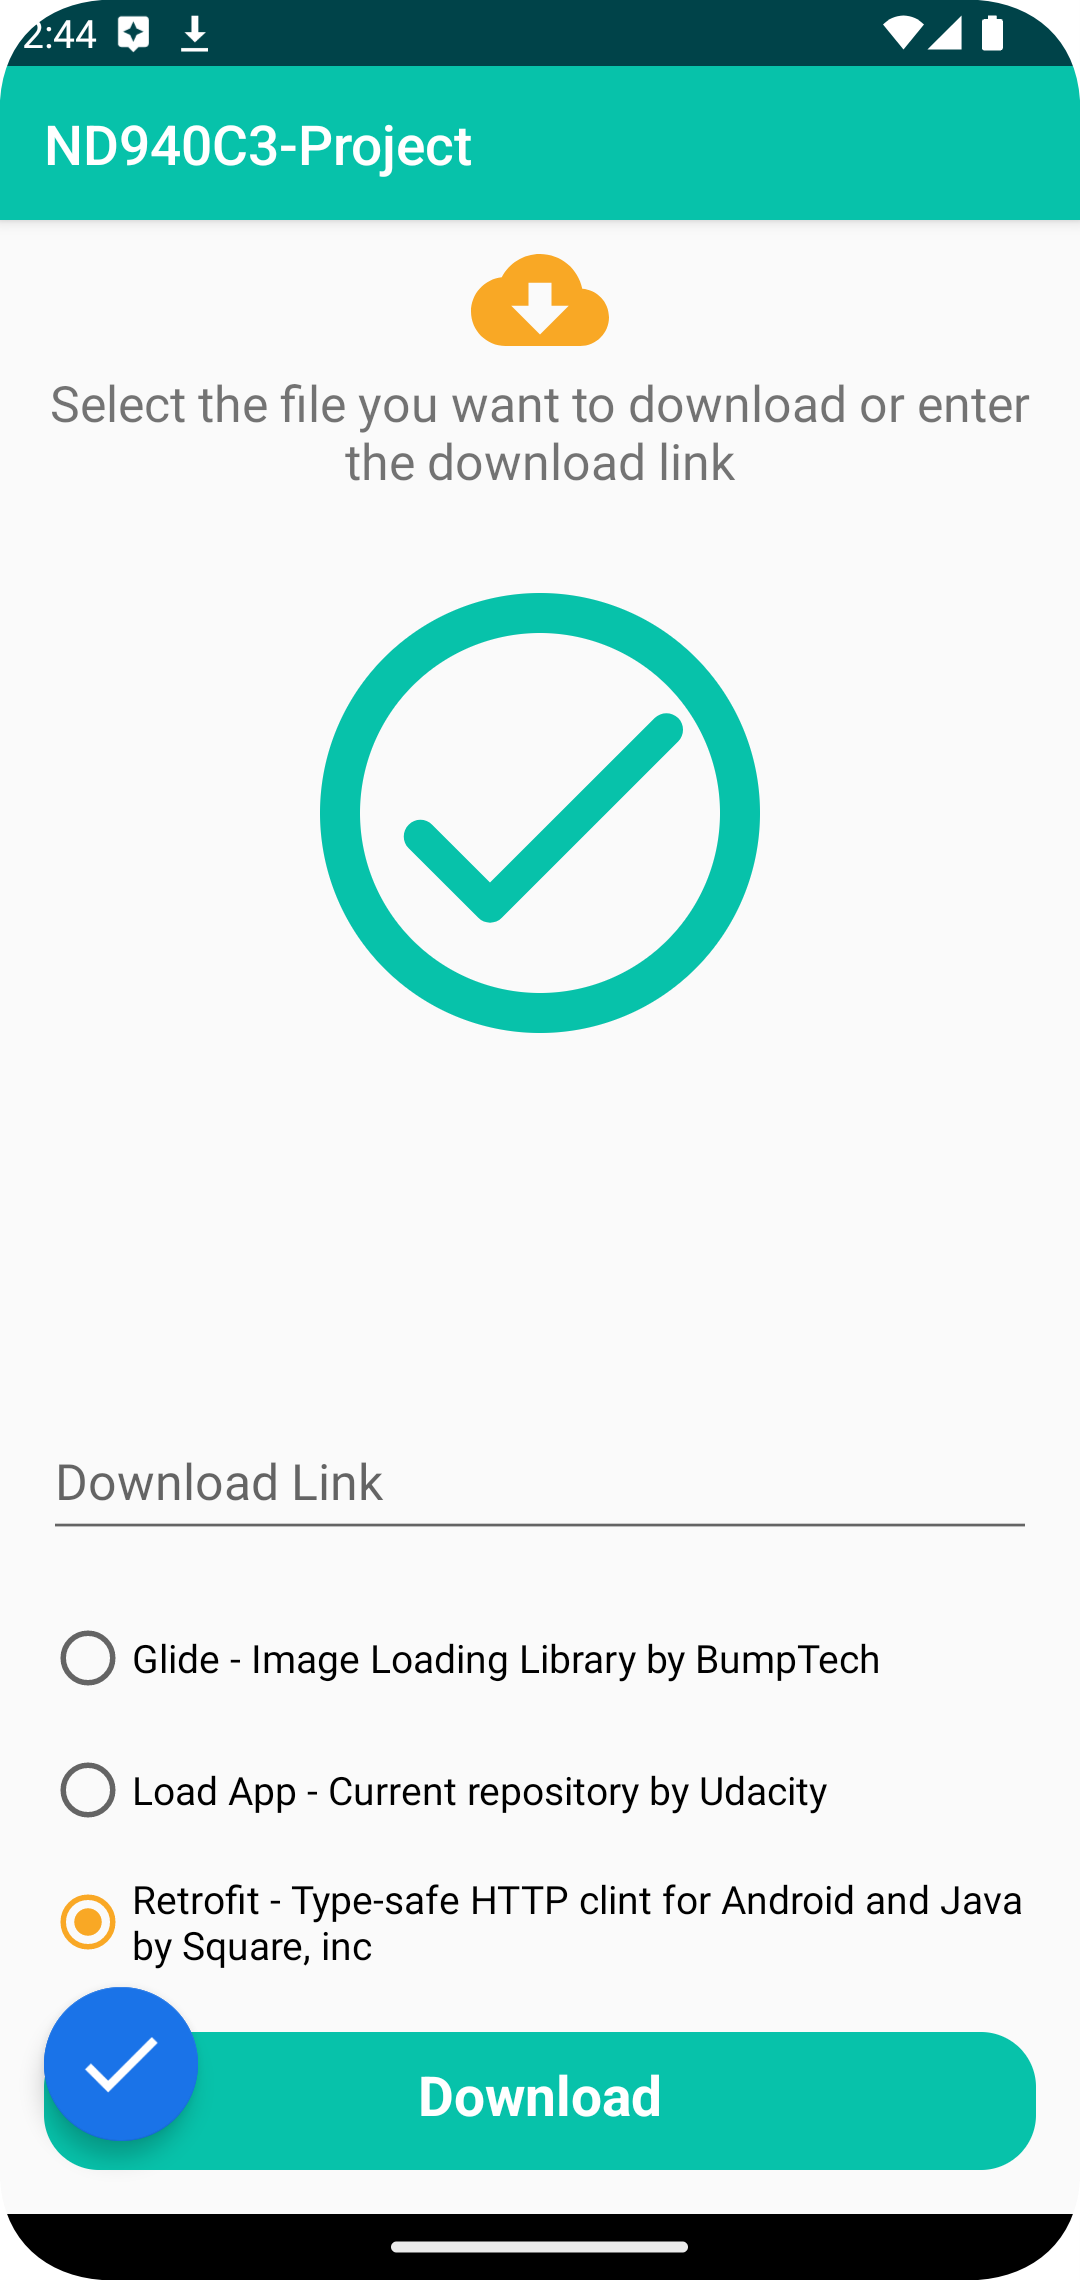 2:44
ND940C3-Project
Select the file you want to download or enter
the download link
Download Link
Glide - Image Loading Library by BumpTech
Load App - Current repository by Udacity
Retrofit - Type-safe HTTP clint for Android and Java
by Square, inc
Download